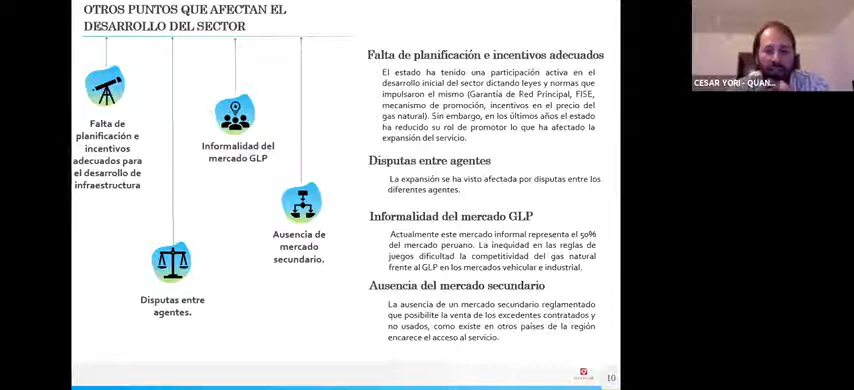 OTROS PUNTOS QUE AFECTAN EL
DESARROLLO DEL SECTOR
Falta de
planificación e
incentivos
adecuados para
el desarrollo de
infraestructura
Informalidad del
mercado GLP
Ausencia de
mercado
secundario.
Disputas entre
agentes.
Falta de planificación e incentivos adecuados
El estado ha tenido una participación activa en el
desarrollo inicial del sector dictando leyes y normas que
impulsaron el mismo (Garantía de Red Principal, FISE,
mecanismo de promoción, incentivos en el precio del
gas natural). Sin embargo, en los últimos años el estado
ha reducido su rol de promotor lo que ha afectado la
expansión del servicio.
Disputas entre agentes
La expansión se ha visto afectada por disputas entre los
diferentes agentes.
Informalidad del mercado GLP
Actualmente este mercado informal representa el 50%
del mercado peruano. La inequidad en las reglas de
juegos dificultad la competitividad del gas natural
frente al GLP en los mercados vehicular e industrial.
Ausencia del mercado secundario
La ausencia de un mercado secundario reglamentado
que posibilite la venta de los excedentes contratados y
no usados, como existe en otros países de la región
encarece el acceso al servicio.
10
CESAR YORI - QUAN...